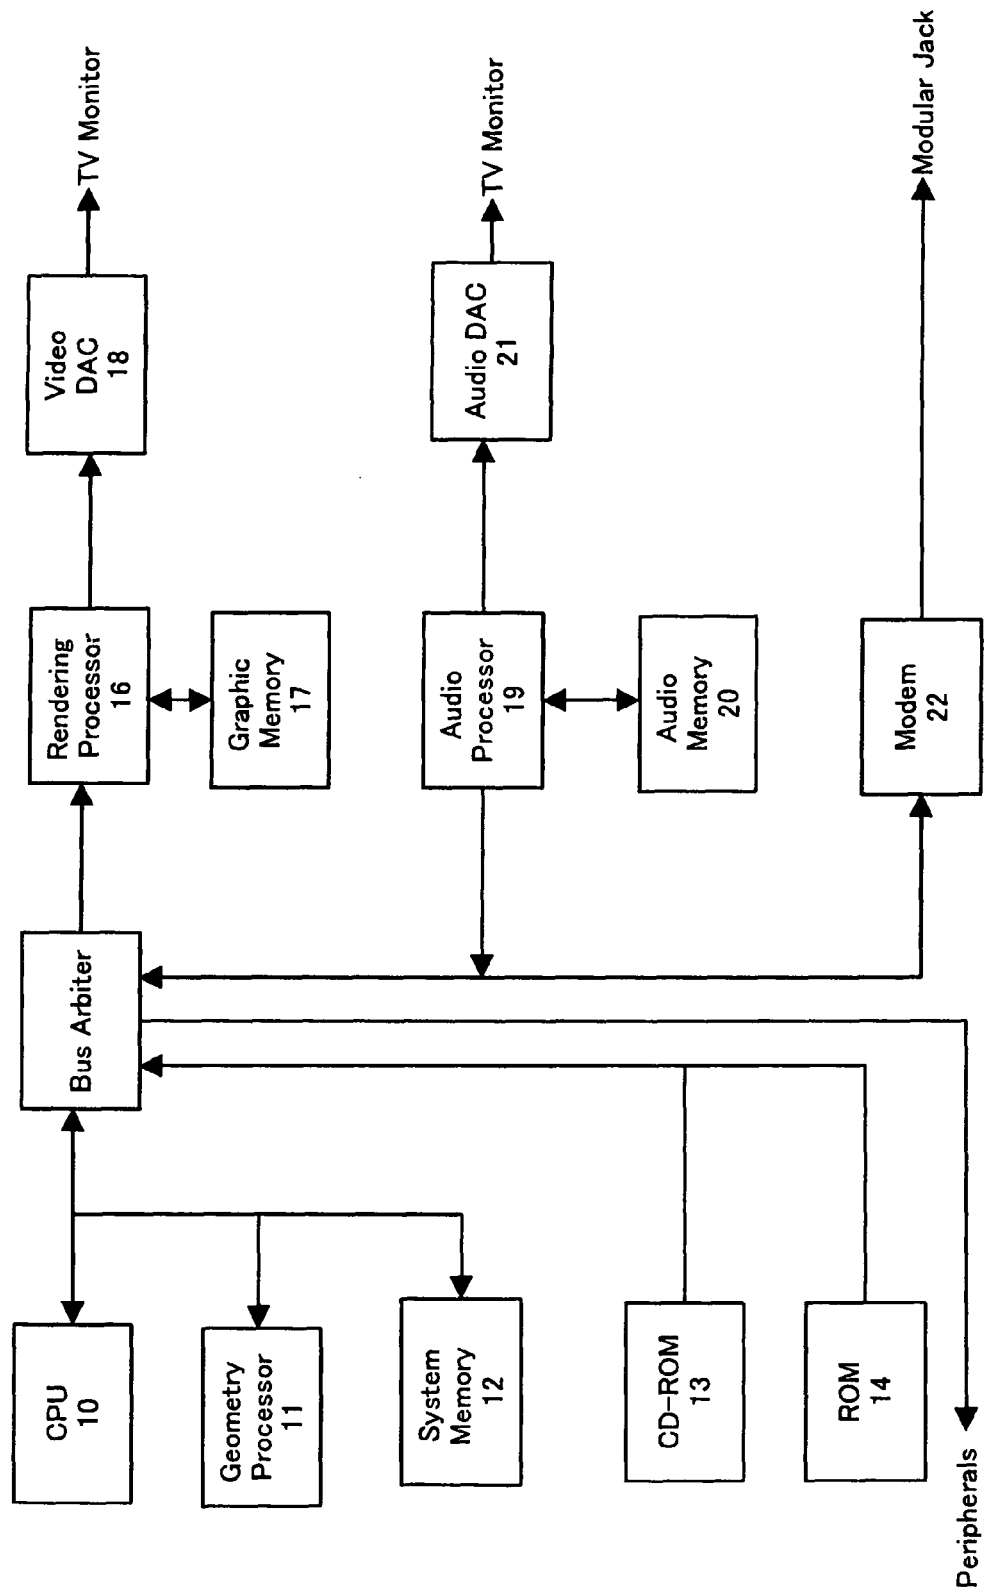 CPU
10
Geometry
Processor
11
System
Memory
12
CD-ROM
13
ROM
14
Peripherals
Bus Arbiter
Rendering
Processor
16
Graphic
Memory
17
Audio
Processor
19
Audio
Memory
20
Modem
22
Video
DAC
18
Audio DAC
21
TV Monitor
TV Monitor
Modular Jack